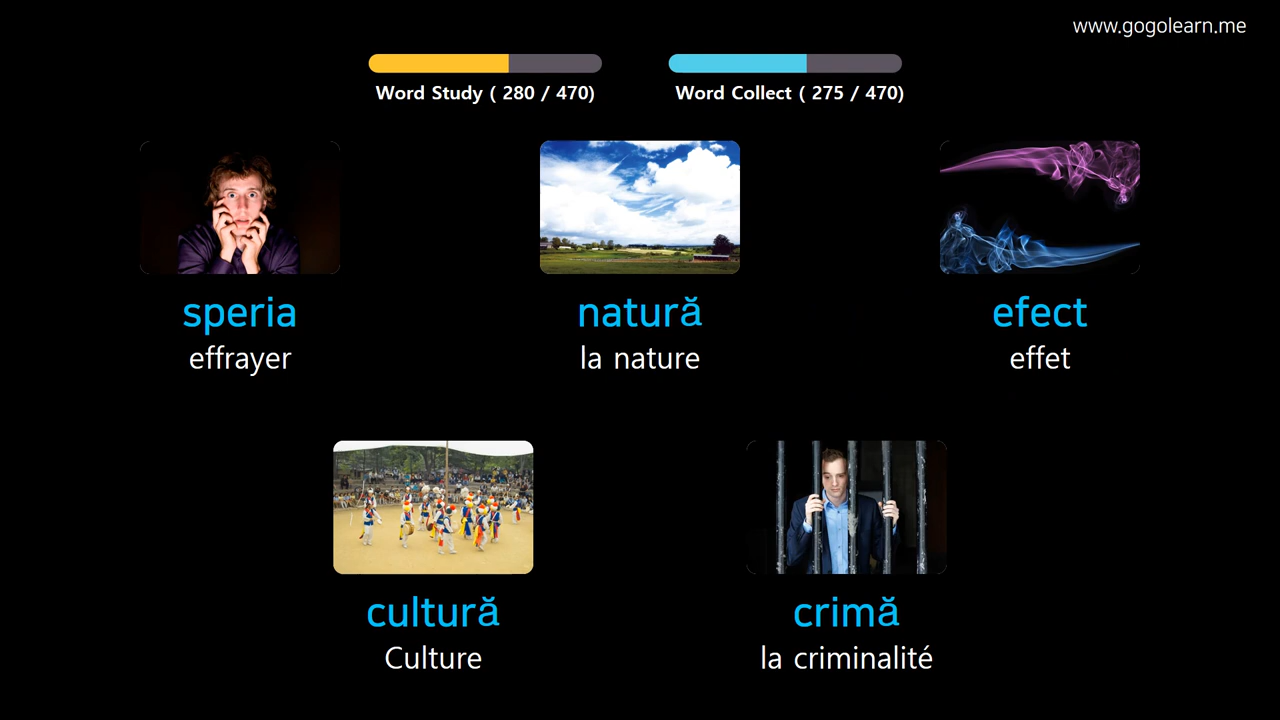 www.gogolearn.me
Word Study ( 280 / 470)
Word Collect ( 275 / 470)
speria
effrayer
natură
la nature
efect
effet
cultură
Culture
crimă
la criminalité